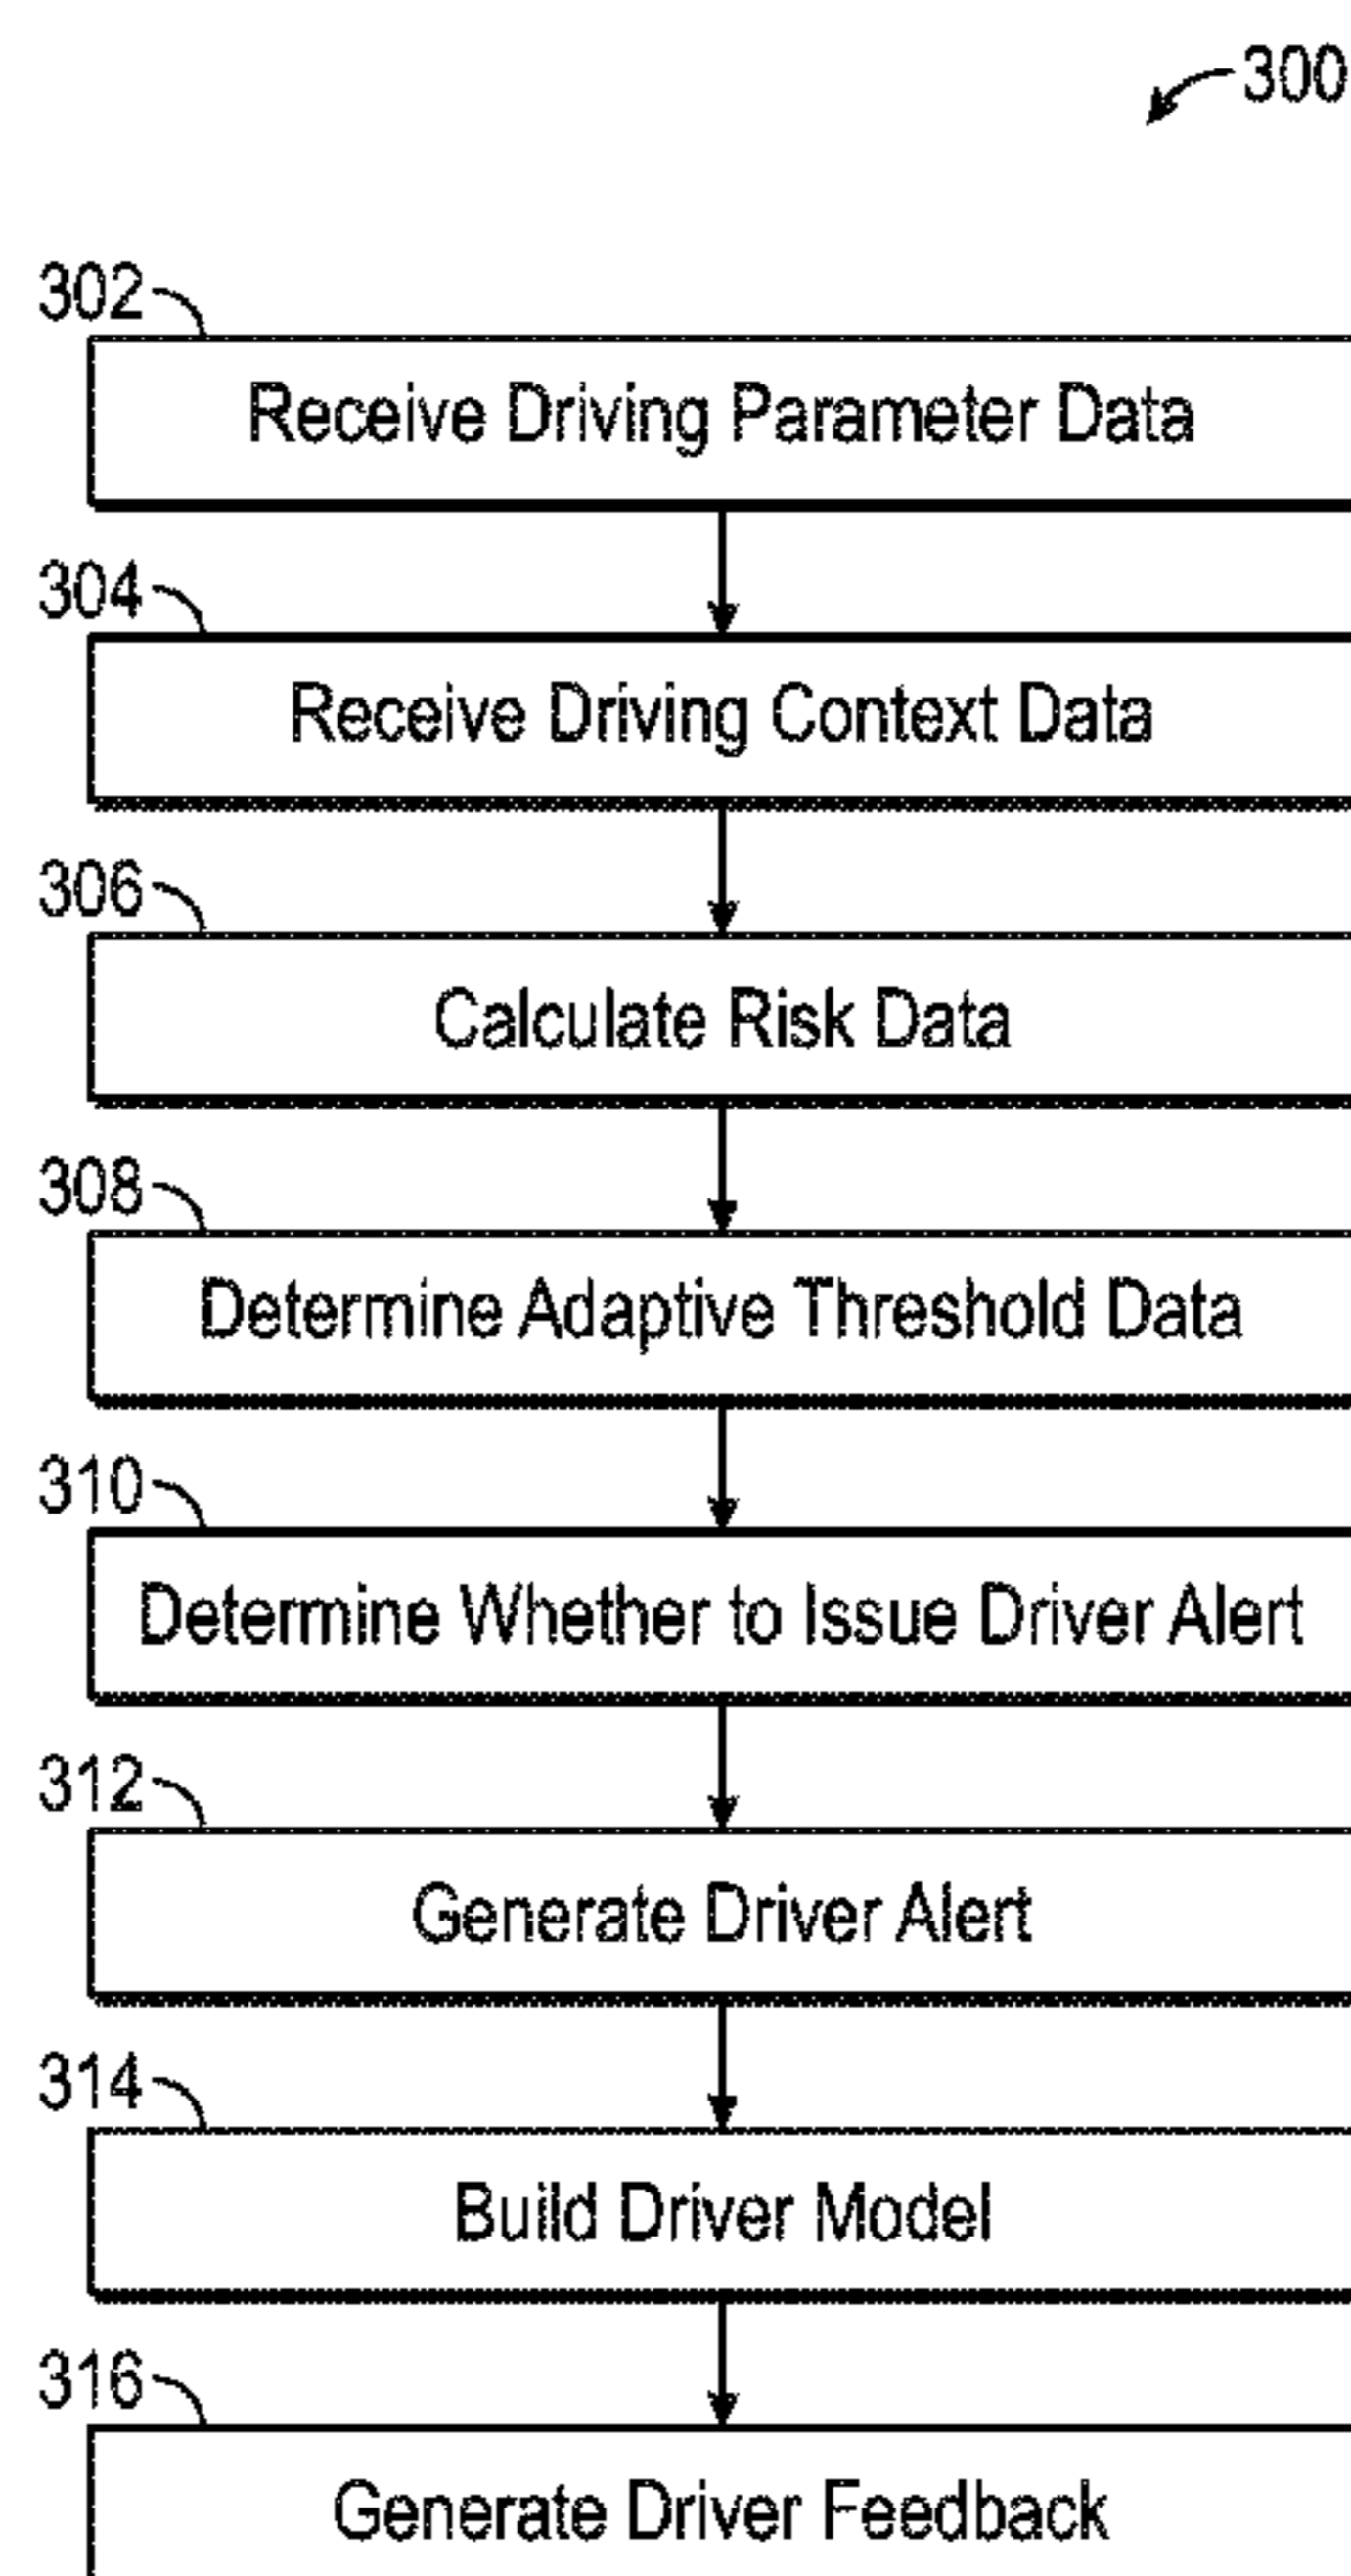 300
302
Receive Driving Parameter Data
304
Receive Driving Context Data
306
Calculate Risk Data
308
Determine Adaptive Threshold Data
310
Determine Whether to Issue Driver Alert
312
Generate Driver Alert
314
Build Driver Model
316
Generate Driver Feedback